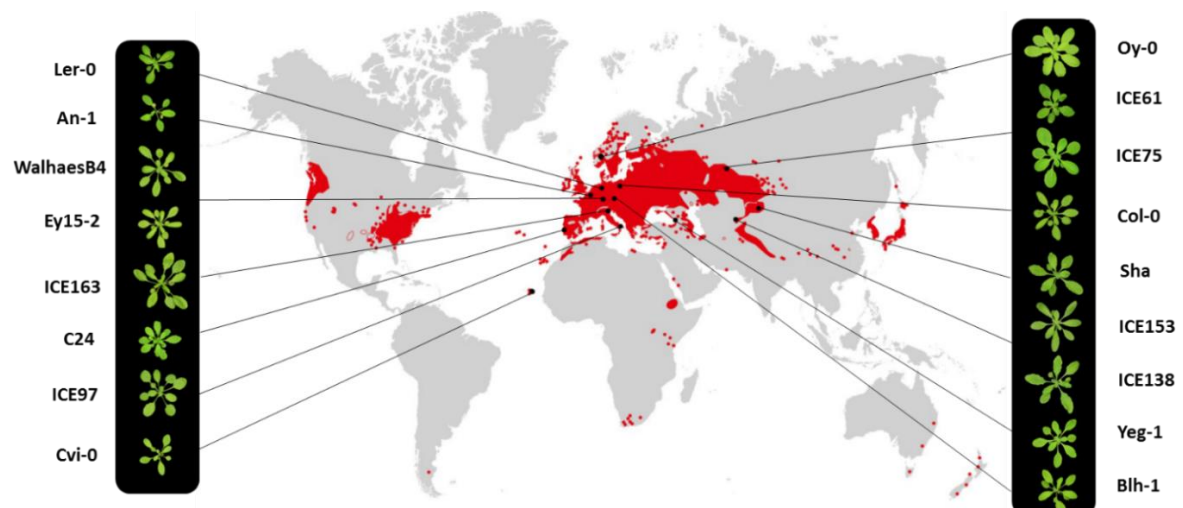 Ler-0
An-1
WalhaesB4
Ey15-2
ICE163
C24
ICE97
Cvi-0
Oy-0
ICE61
ICE75
Col-0
Sha
ICE153
ICE138
Yeg-1
Blh-1